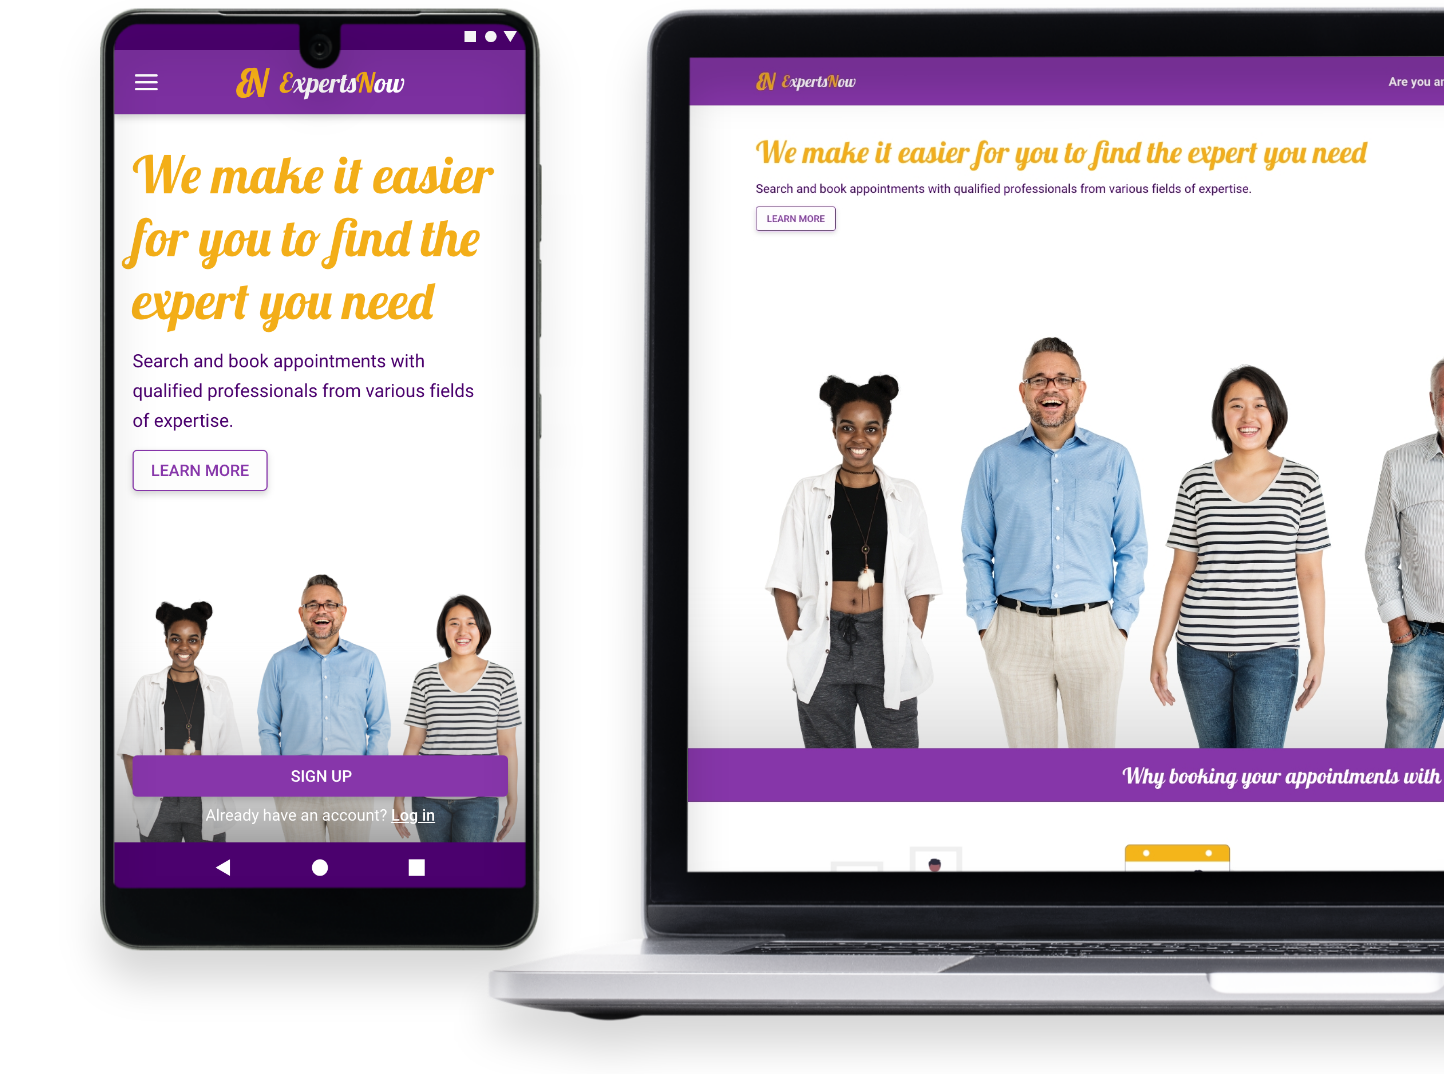 EN ExpertsNow
We make it easier
for you to find the
expert you need
Search and book appointments with
qualified professionals from various fields
of expertise.
LEARN MORE
SIGN UP
Already have an account? Log in
EN ExpertsNow
Are you an
We make it easier for you to find the expert you need
Search and book appointments with qualified professionals from various fields of expertise.
LEARN MORE
Why booking your appointments with